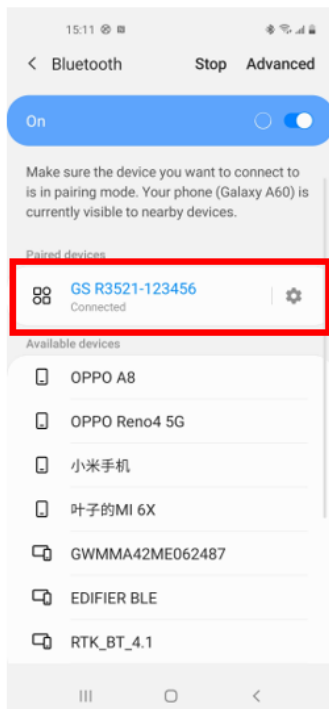 15:11
Bluetooth Stop Advanced
On
Make sure the device you want to connect to
is in pairing mode. Your phone (Galaxy A60) is
currently visible to nearby devices.
Paired devices
GS R3521-123456
Connected
Available devices
OPPO A8
OPPO Reno4 5G
小米手机
叶子的MI 6X
GWMMA42ME062487
EDIFIER BLE
RTK_BT_4.1